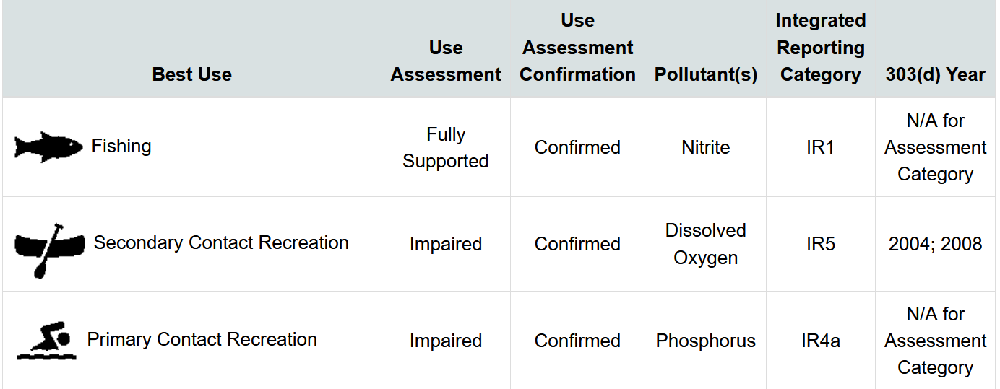 Best Use
Use
Assessment
Use
Assessment
Confirmation
Pollutant(s)
Integrated
Reporting
Category
303(d) Year
Fishing
Fully
Supported
Confirmed
Nitrite
IR1
N/A for
Assessment
Category
Secondary Contact Recreation
Impaired
Confirmed
Dissolved
Oxygen
IR5
2004; 2008
Primary Contact Recreation
Impaired
Confirmed
Phosphorus
IR4a
N/A for
Assessment
Category